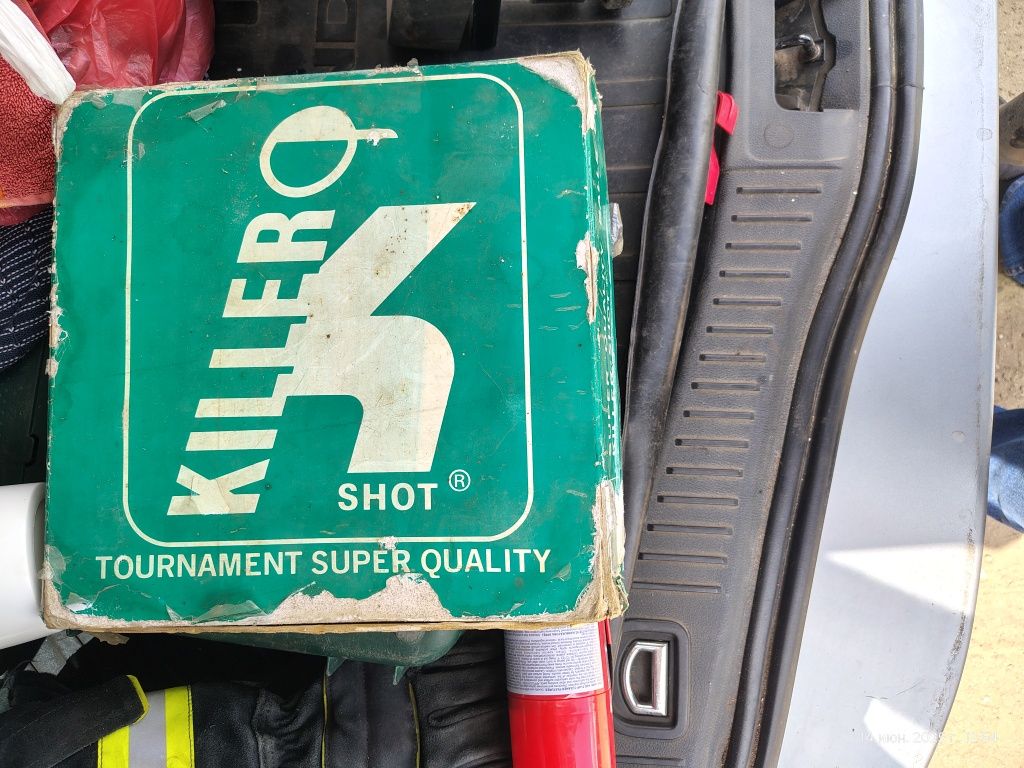 KILLER
SHOT ®
TOURNAMENT SUPER QUALITY